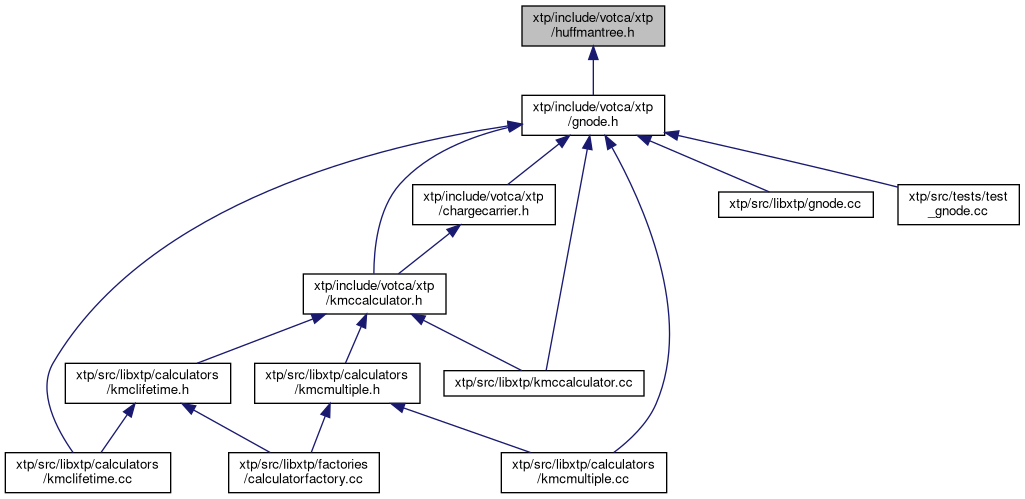 xtp/include/votca/xtp
/huffmantree.h
xtp/include/votca/xtp
/gnode.h
xtp/include/votca/xtp
/chargecarrier.h
xtp/src/libxtp/gnode.cc
xtp/src/tests/test
_gnode.cc
xtp/include/votca/xtp
/kmccalculator.h
xtp/src/libxtp/calculators
/kmclifetime.h
xtp/src/libxtp/calculators
/kmcmultiple.h
xtp/src/libxtp/kmccalculator.cc
xtp/src/libxtp/calculators
/kmclifetime.cc
xtp/src/libxtp/factories
/calculatorfactory.cc
xtp/src/libxtp/calculators
/kmcmultiple.cc